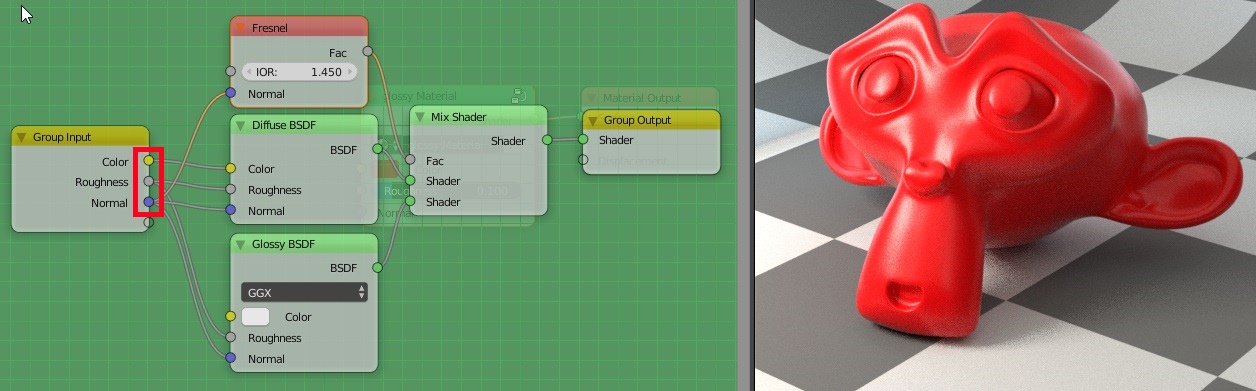 Fresnel
Fac
IOR: 1.450
Normal
Group Input
Color
Roughness
Normal
Diffuse BSDF
BSDF
Color
Roughness
Normal
Glossy BSDF
BSDF
GGX
Color
Roughness
Normal
Glossy Material
Mix Shader
Shader
Fac
Shader
Shader
Material Output
Group Output
Shader
Displacement